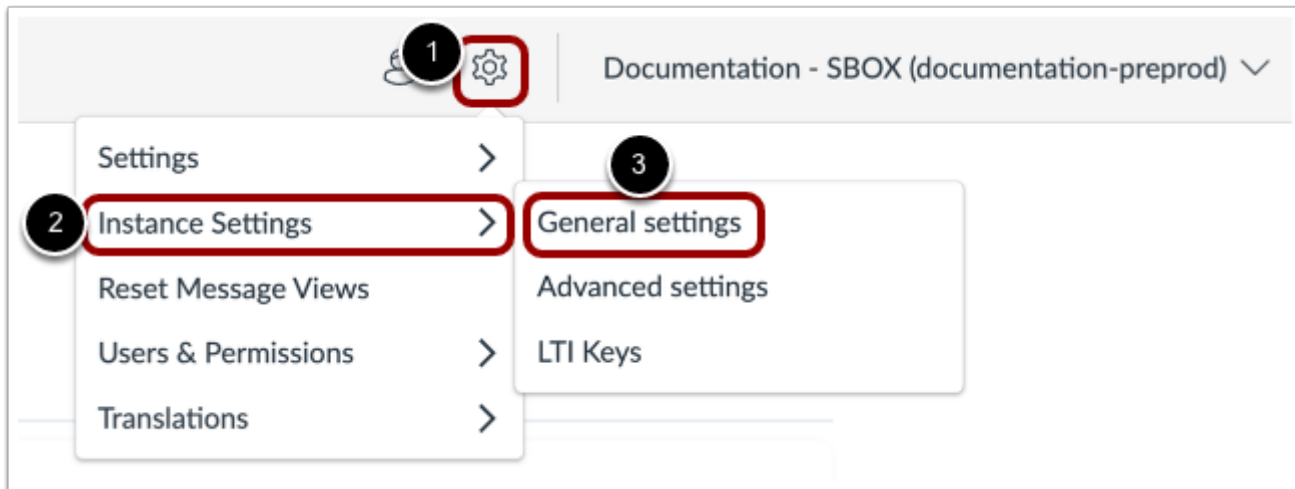 1
Documentation - SBOX (documentation-preprod)
Settings
3
2 Instance Settings
General settings
Reset Message Views
Advanced settings
Users & Permissions
LTI Keys
Translations